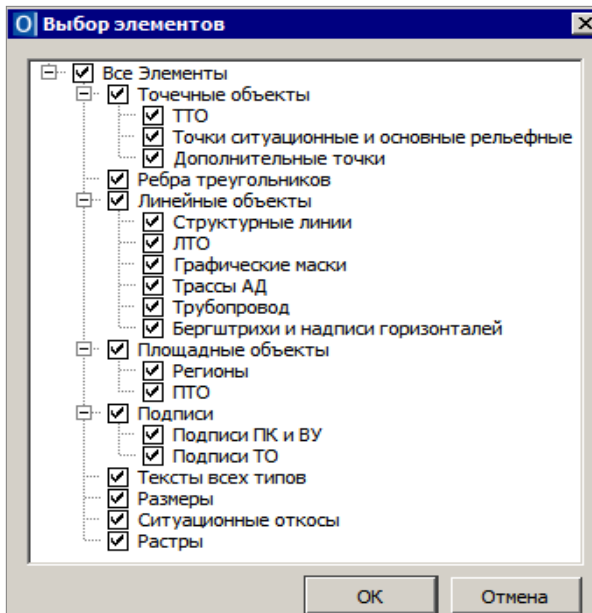 Выбор элементов
Все Элементы
Точечные объекты
ТТО
Точки ситуационные и основные рельефные
Дополнительные точки
Ребра треугольников
Линейные объекты
Структурные линии
ЛТО
Графические маски
Трассы АД
Трубопровод
Бергштрихи и надписи горизонталей
Площадные объекты
Регионы
ПТО
Подписи
Подписи ПК и ВУ
Подписи ТО
Тексты всех типов
Размеры
Ситуационные откосы
Растры
ОК Отмена